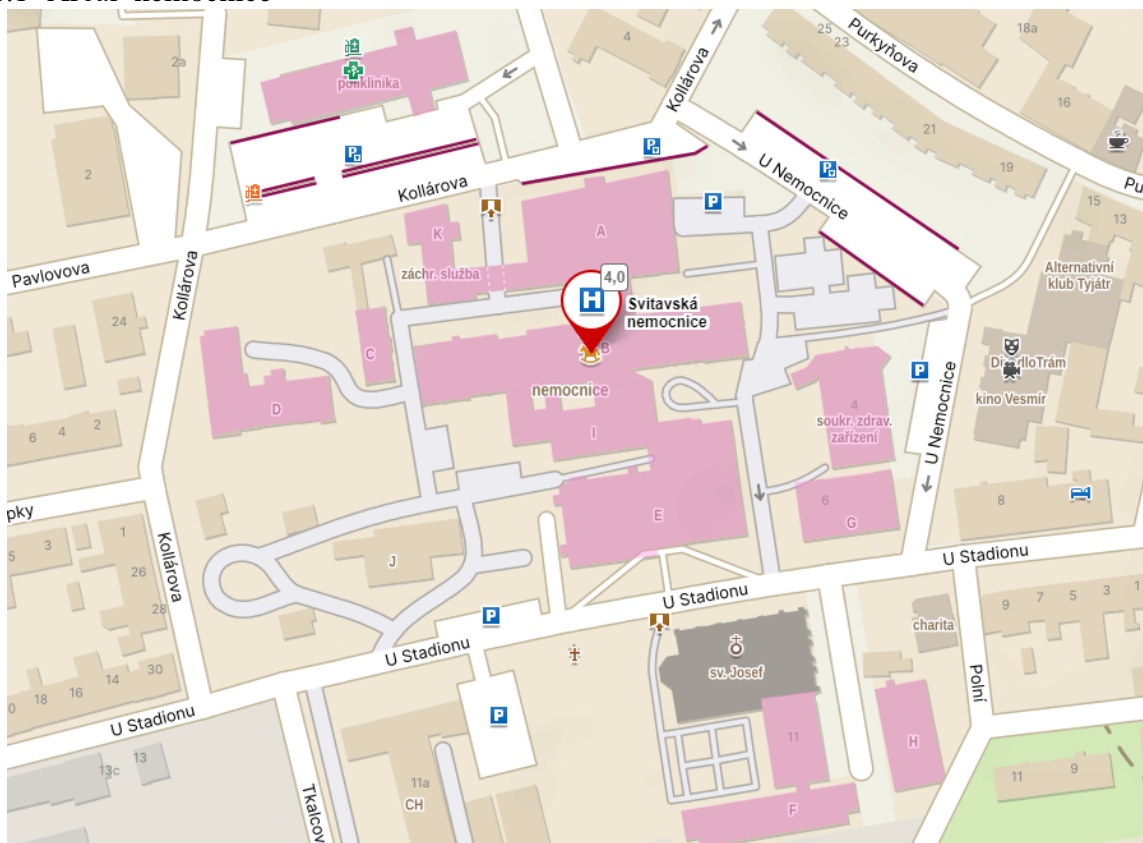 4
25
23
Purkyňova
18a
2a
poliklinika
Kollárova
16
21
2
19
U Nemocnice
Kollárova
15
13
Pavlovova
K
A
záchr. služba
Alternativní
klub Tyjátr
4,0
H
Svitavská
nemocnice
Kollárova
24
C
B
DivadloTrám
kino Vesmír
nemocnice
D
4
soukr. zdrav.
zařízení
6 4 2
I
U Nemocnice
8
6
G
E
pky
1
3
5
J
Kollárova
26
28
U Stadionu
U Stadionu
9 7 5 3 1
charita
U Stadionu
sv. Josef
Polní
30
14
16
18
U Stadionu
13
13c
11
H
11a
CH
F
Tkalcov
11
9